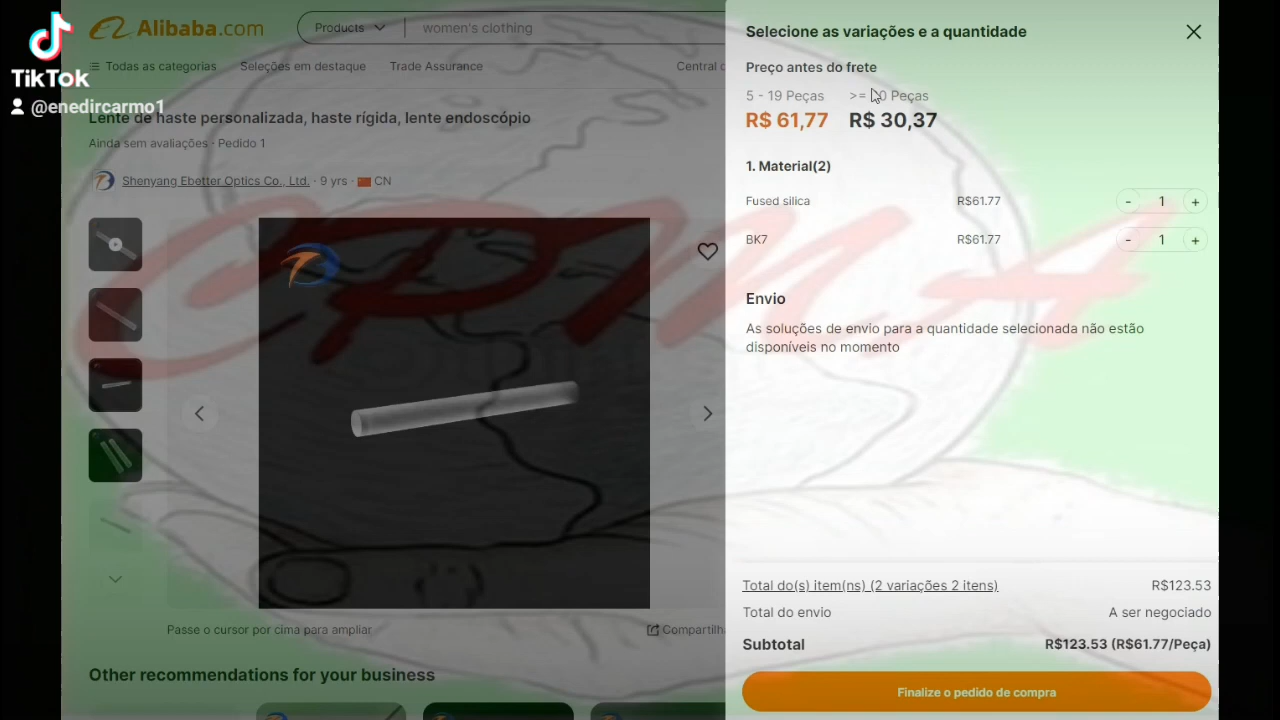 TikTok
@enedircarmo1
Alibaba.com
Products
women's clothing
Todas as categorias
Seleções em destaque
Trade Assurance
Central d
Lente de haste personalizada, haste rígida, lente endoscópio
Ainda sem avaliações · Pedido 1
Shenyang Ebetter Optics Co., Ltd. · 9 yrs
CN
Passe o cursor por cima para ampliar
Compartilha
Other recommendations for your business
CPMA
Selecione as variações e a quantidade
Preço antes do frete
5 - 19 Peças
>= 0 Peças
R$ 61,77
R$ 30,37
1. Material(2)
Fused silica
R$61.77
- 1 +
BK7
R$61.77
- 1 +
Envio
As soluções de envio para a quantidade selecionada não estão
disponíveis no momento
Total do(s) item(ns) (2 variações 2 itens)
R$123.53
Total do envio
A ser negociado
Subtotal
R$123.53 (R$61.77/Peça)
Finalize o pedido de compra